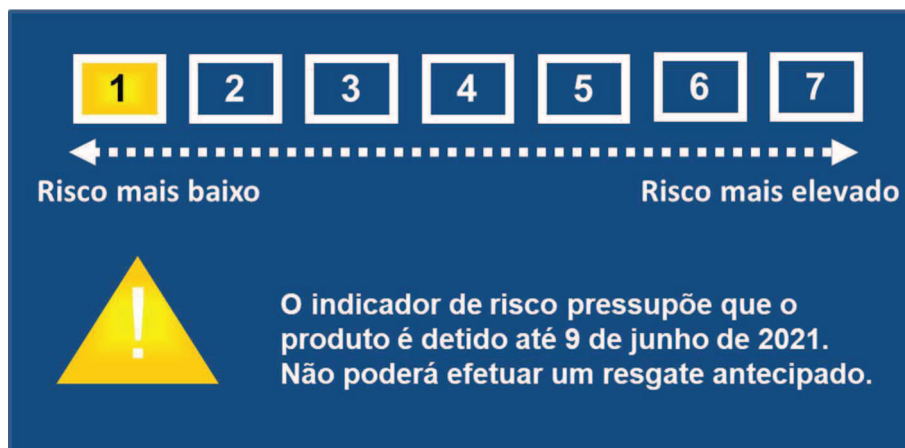 1 2 3 4 5 6 7
Risco mais baixo Risco mais elevado
!
O indicador de risco pressupõe que o
produto é detido até 9 de junho de 2021.
Não poderá efetuar um resgate antecipado.